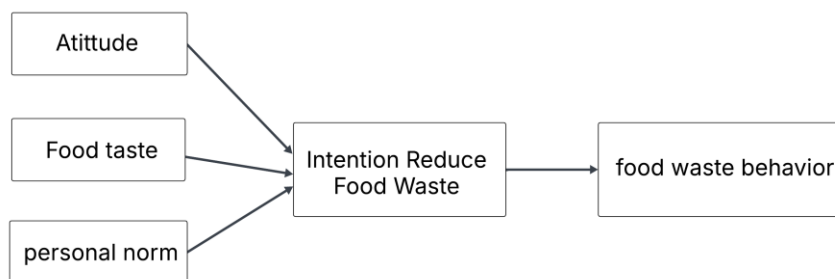 Atittude
Food taste
personal norm
Intention Reduce
Food Waste
food waste behavior